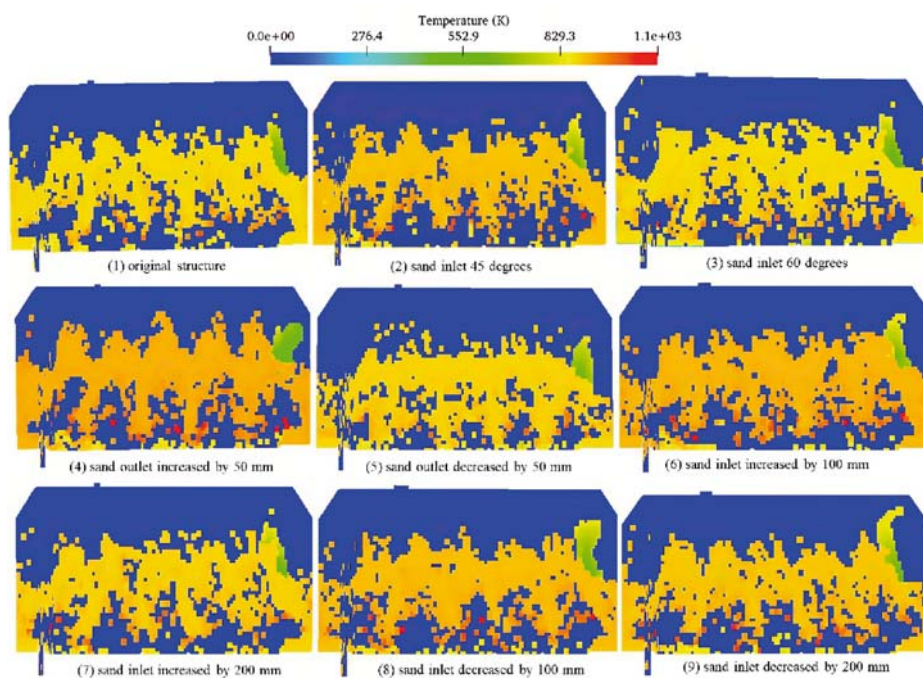 Temperature (K)
0.0e+00 276.4 552.9 829.3 1.1e+03
(1) original structure
(2) sand inlet 45 degrees
(3) sand inlet 60 degrees
(4) sand outlet increased by 50 mm
(5) sand outlet decreased by 50 mm
(6) sand inlet increased by 100 mm
(7) sand inlet increased by 200 mm
(8) sand inlet decreased by 100 mm
(9) sand inlet decreased by 200 mm